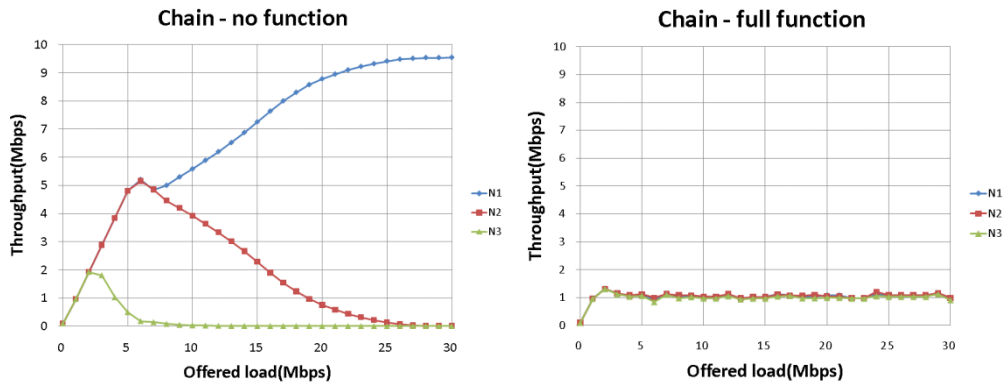 Chain - no function
Throughput(Mbps)
10
9
8
7
6
5
4
3
2
1
0
0 5 10 15 20 25 30
Offered load(Mbps)
N1
N2
N3
Chain - full function
Throughput(Mbps)
10
9
8
7
6
5
4
3
2
1
0
0 5 10 15 20 25 30
Offered load(Mbps)
N1
N2
N3